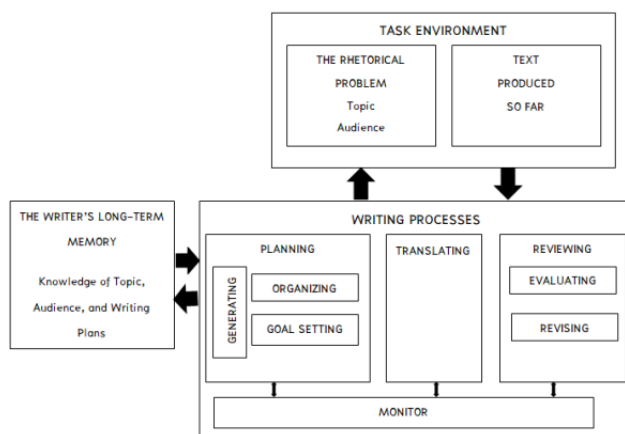 TASK ENVIRONMENT
THE RHETORICAL
PROBLEM
Topic
Audience
TEXT
PRODUCED
SO FAR
THE WRITER'S LONG-TERM
MEMORY
Knowledge of Topic,
Audience, and Writing
Plans
WRITING PROCESSES
PLANNING
GENERATING
ORGANIZING
GOAL SETTING
TRANSLATING
REVIEWING
EVALUATING
REVISING
MONITOR